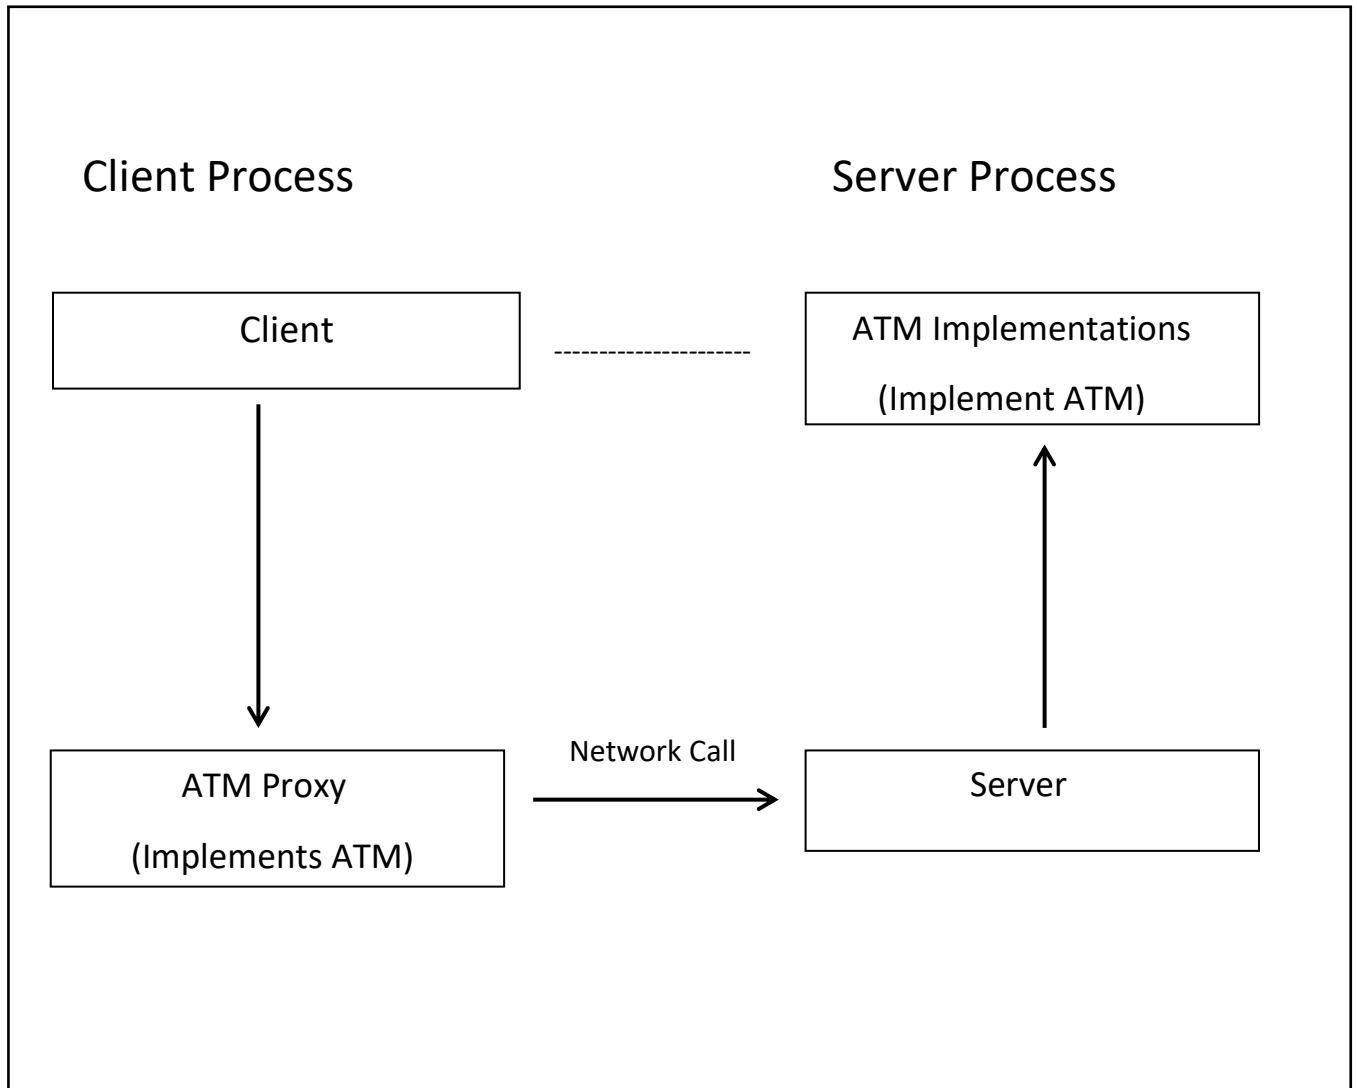 Client Process
Server Process
Client
ATM Implementations
(Implement ATM)
Network Call
ATM Proxy
(Implements ATM)
Server